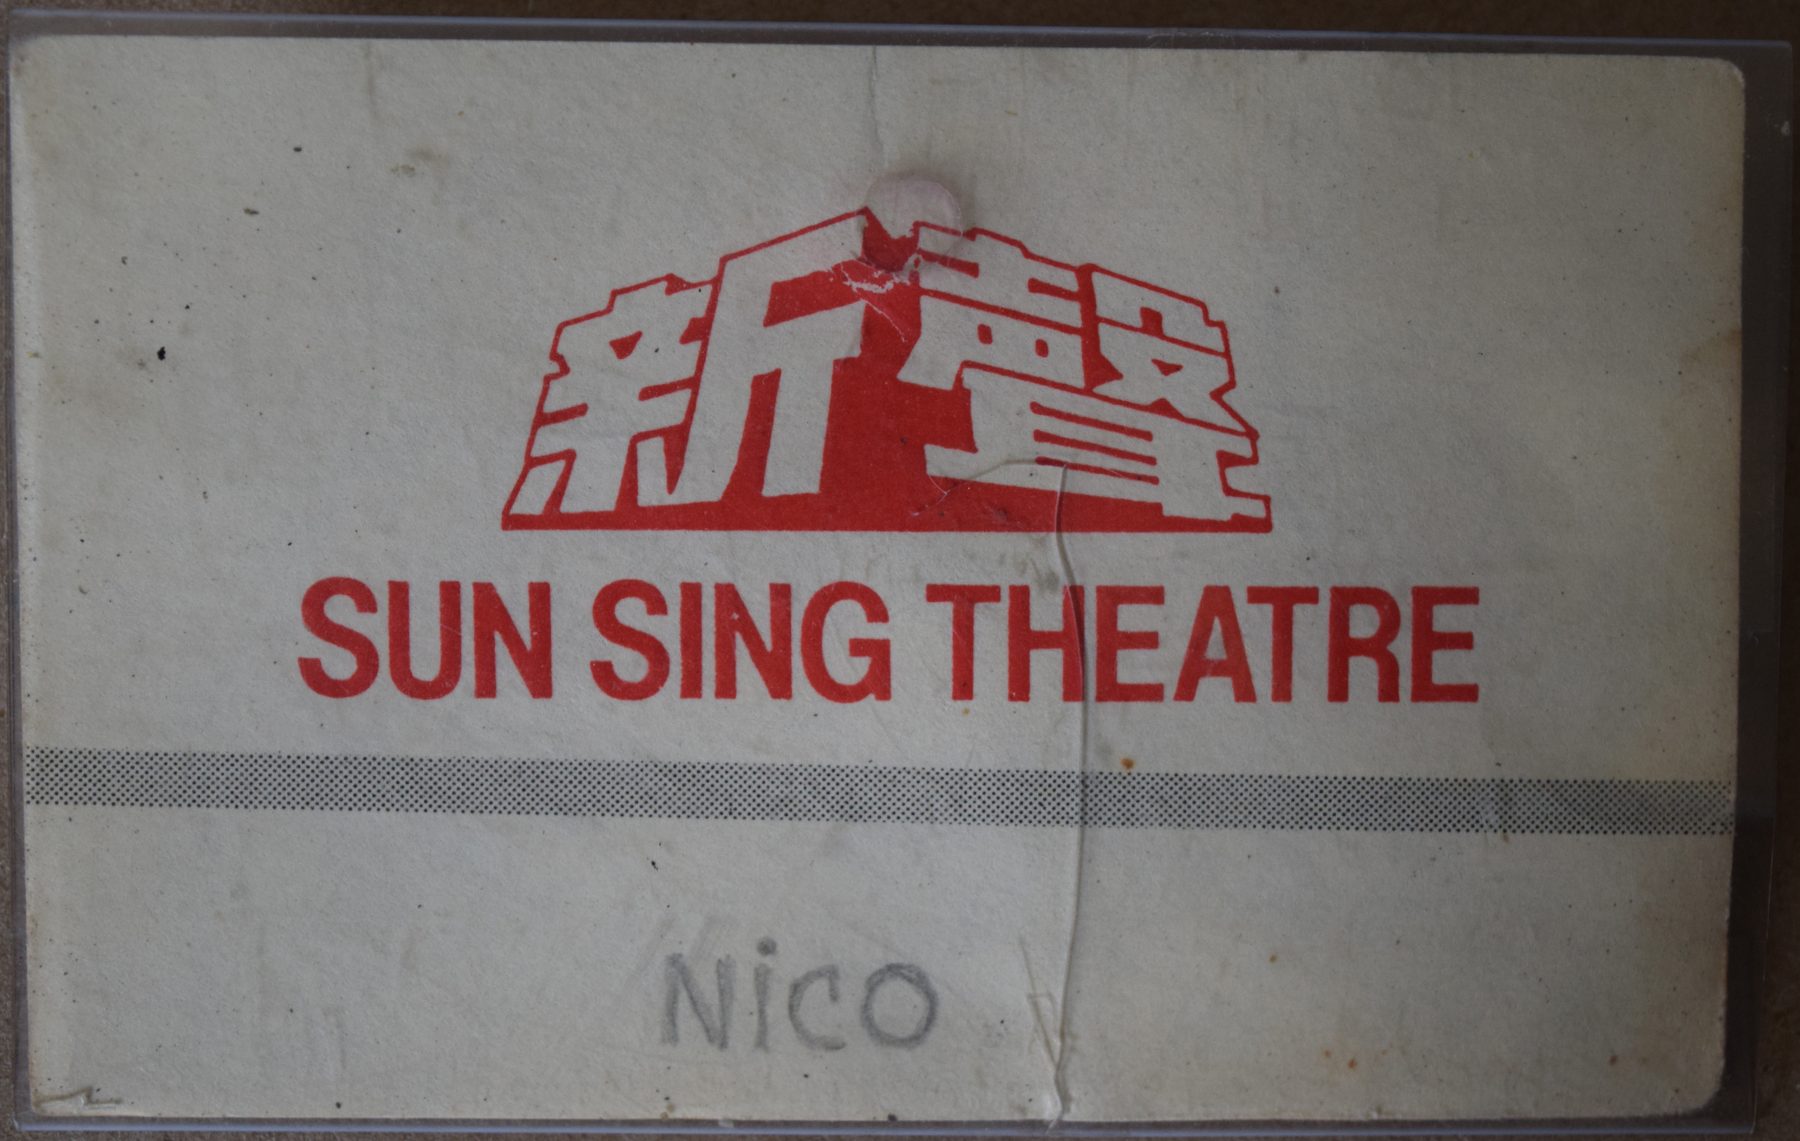 新聲
SUN SING THEATRE
NiCO